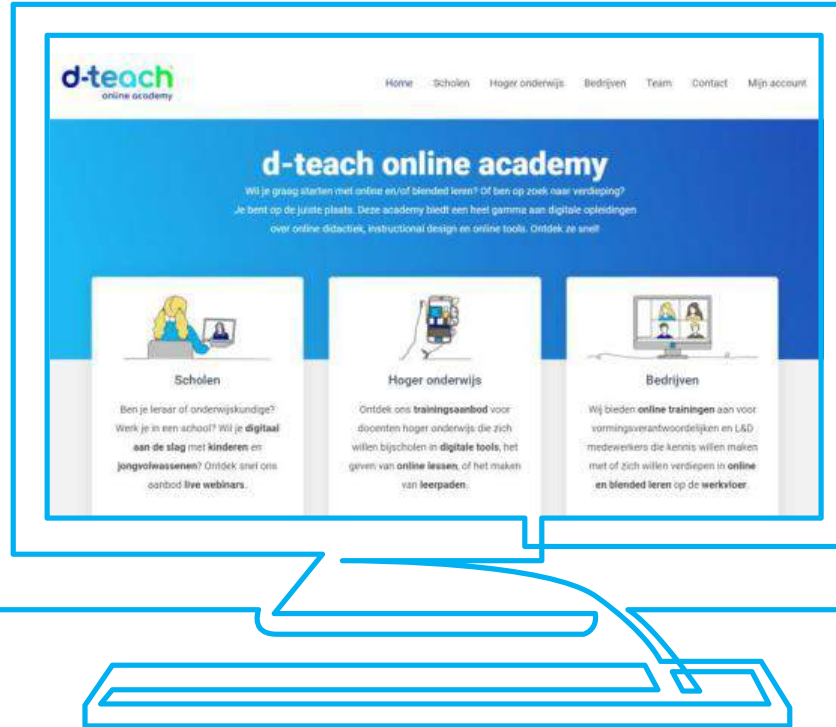 d-teach
online academy
Home Scholen Hoger onderwijs Bedrijven Team Contact Mijn account
d-teach online academy
Wil je graag starten met online en/of blended leren? Of ben op zoek naar verdieping?
Je bent op de juiste plaats. Deze academy biedt een heel gamma aan digitale opleidingen
over online didactiek, instructional design en online tools. Ontdek ze snel!
Scholen
Ben je leraar of onderwijskundige?
Werk je in een school? Wil je digitaal
aan de slag met kinderen en
jongvolwassenen? Ontdek snel ons
aanbod live webinars.
Hoger onderwijs
Ontdek ons trainingsaanbod voor
docenten hoger onderwijs die zich
willen bijscholen in digitale tools, het
geven van online lessen, of het maken
van leerpaden.
Bedrijven
Wij bieden online trainingen aan voor
vormingsverantwoordelijken en L&D
medewerkers die kennis willen maken
met of zich willen verdiepen in online
en blended leren op de werkvloer.